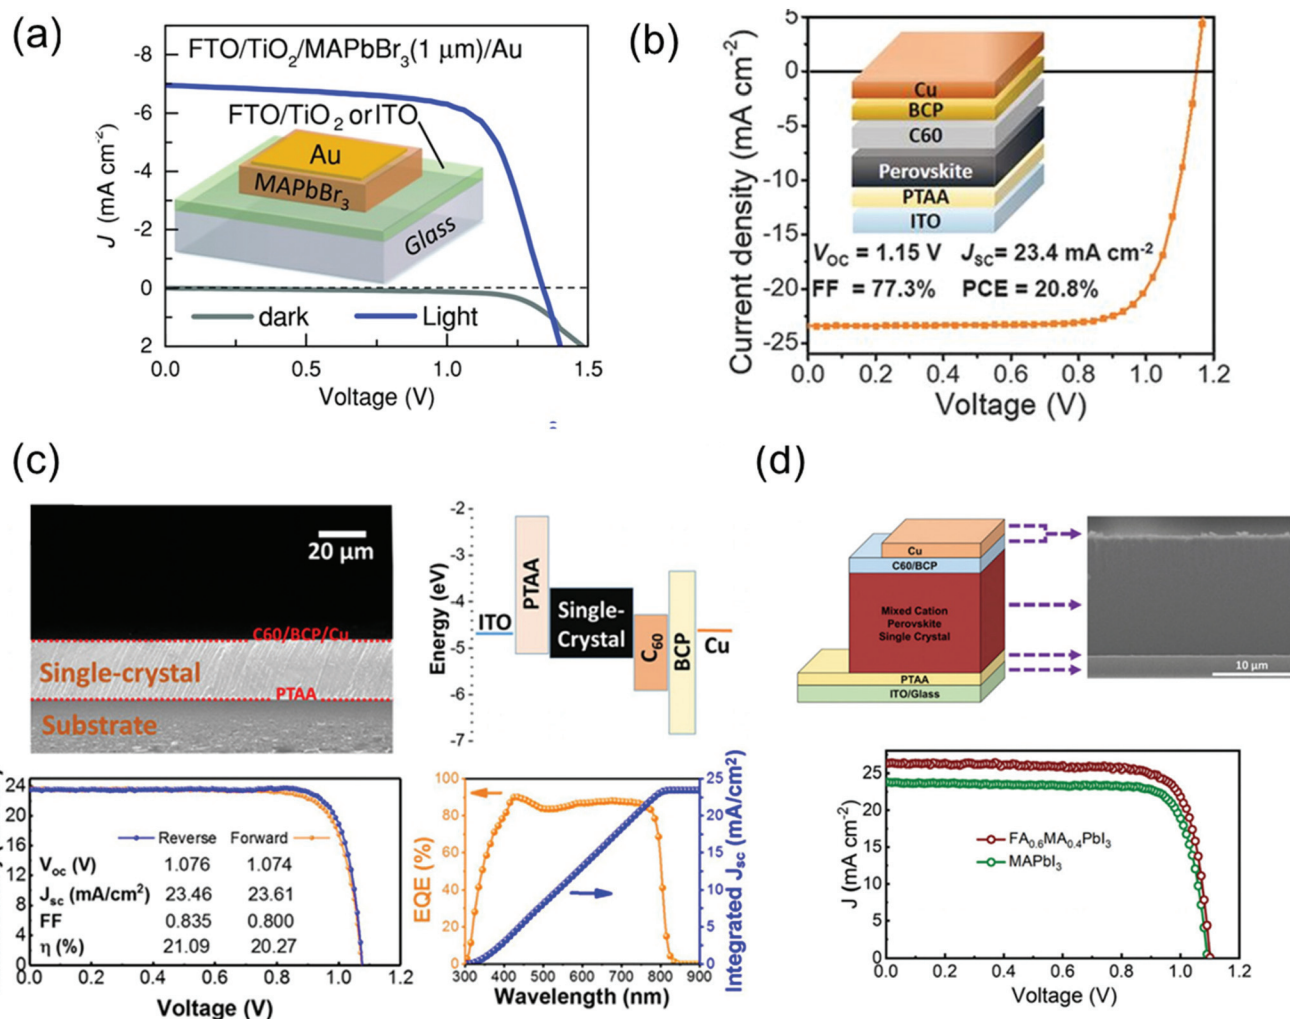 (a)
FTO/TiO2/MAPbBr3(1 μm)/Au
FTO/TiO2 or ITO
Au
MAPbBr3
Glass
dark
Light
-8
-6
-4
-2
0
2
J (mA cm-2)
0.0
0.5
1.0
1.5
Voltage (V)
(b)
5
0
-5
-10
-15
-20
-25
Current density (mA cm-2)
Cu
BCP
C60
Perovskite
PTAA
ITO
VOC = 1.15 V JSC= 23.4 mA cm-2
FF = 77.3% PCE = 20.8%
0.0 0.2 0.4 0.6 0.8 1.0 1.2
Voltage (V)
(c)
20 μm
C60/BCP/Cu
Single-crystal
PTAA
Substrate
-2
-3
-4
-5
-6
-7
Energy (eV)
ITO
PTAA
Single-
Crystal
C60
BCP
Cu
24
20
16
12
8
4
0
Reverse Forward
Voc (V) 1.076 1.074
Jsc (mA/cm2) 23.46 23.61
FF 0.835 0.800
η (%) 21.09 20.27
0.0 0.2 0.4 0.6 0.8 1.0 1.2
Voltage (V)
100
80
60
40
20
0
EQE (%)
25
20
15
10
5
0
Integrated Jsc (mA/cm2)
300 400 500 600 700 800 900
Wavelength (nm)
(d)
Cu
C60/BCP
Mixed Cation
Perovskite
Single Crystal
PTAA
ITO/Glass
10 μm
25
20
15
10
5
0
J (mA cm-2)
FA0.6MA0.4PbI3
MAPbI3
0.0 0.2 0.4 0.6 0.8 1.0 1.2
Voltage (V)